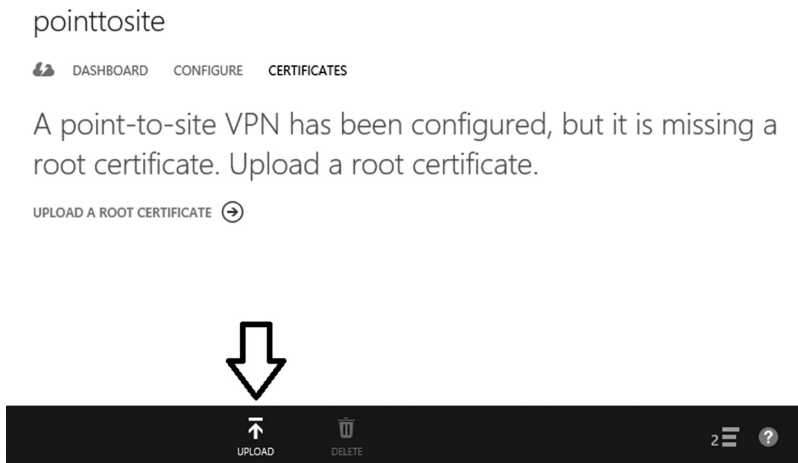 pointtosite
DASHBOARD CONFIGURE CERTIFICATES
A point-to-site VPN has been configured, but it is missing a
root certificate. Upload a root certificate.
UPLOAD A ROOT CERTIFICATE
UPLOAD DELETE 2 ?